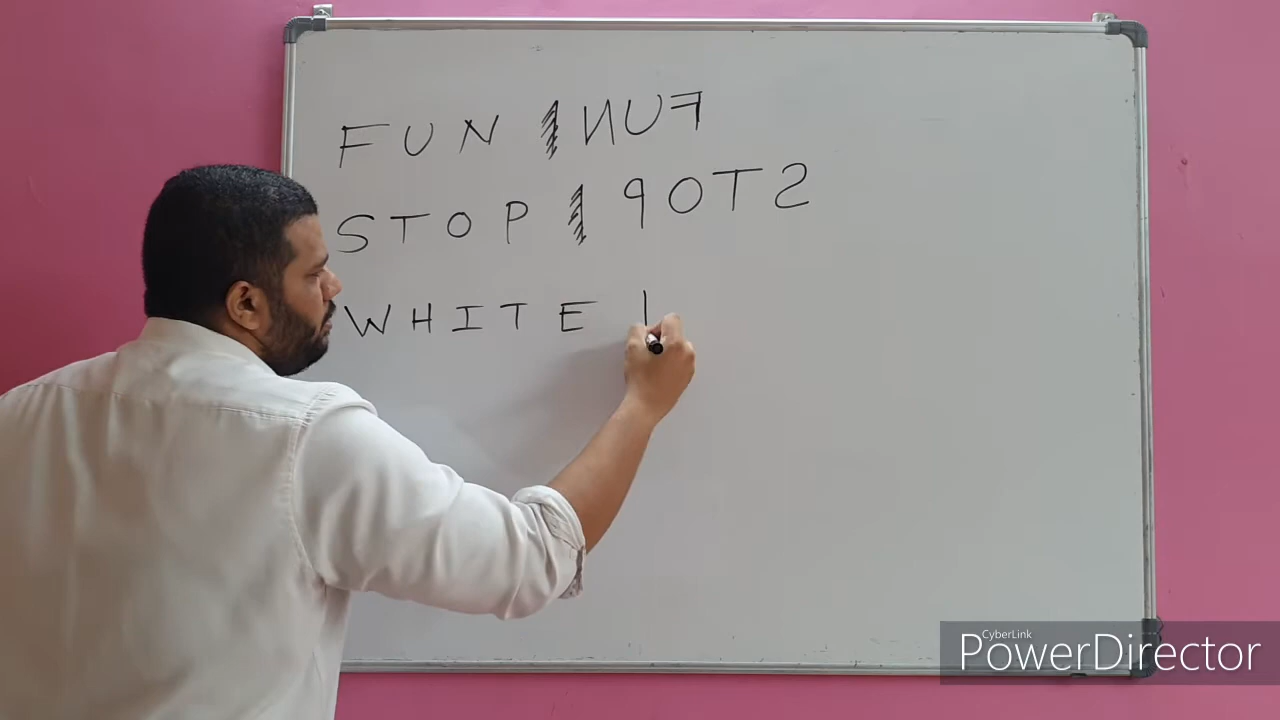 FUN ИUꟻ
STOP ꟼOTƧ
WHITE
CyberLink
PowerDirector